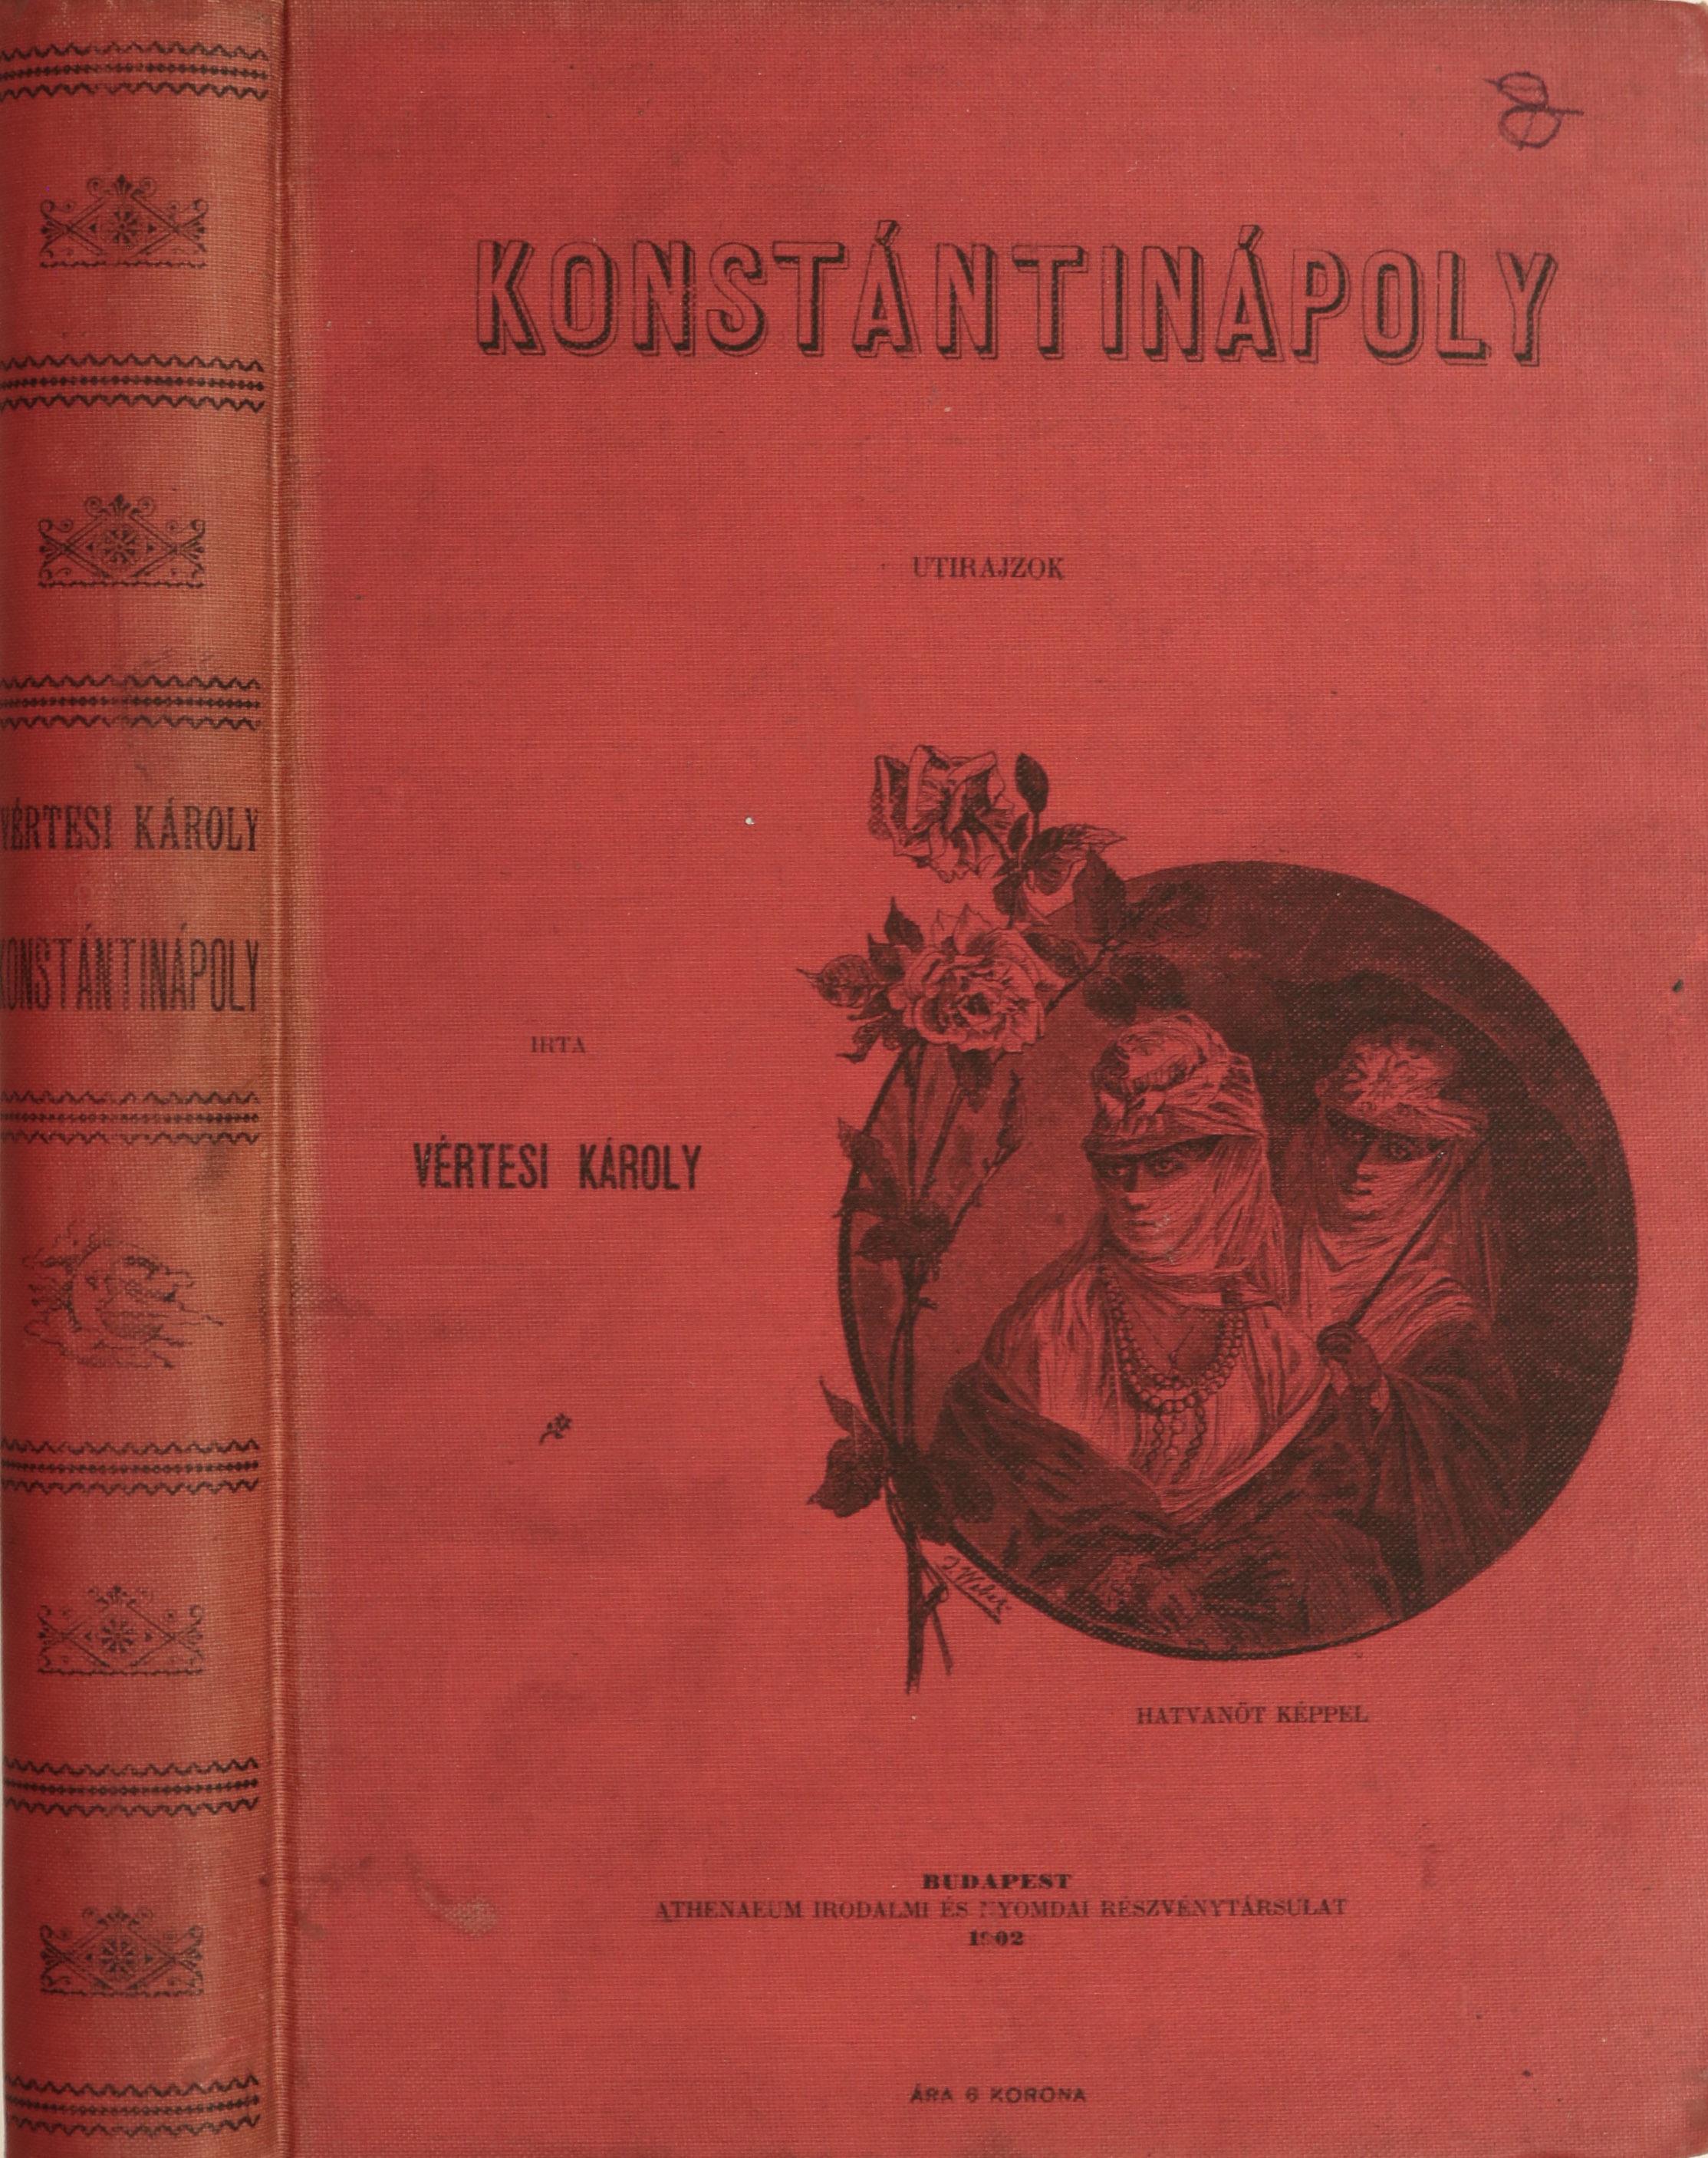 KONSTÁNTINÁPOLY
UTIRAJZOK
IRTA
VÉRTESI KÁROLY
HATVANÖT KÉPPEL
BUDAPEST
ATHENAEUM IRODALMI ÉS NYOMDAI RÉSZVÉNYTÁRSULAT
1902
ÁRA 6 KORONA
VÉRTESI KÁROLY
KONSTÁNTINÁPOLY